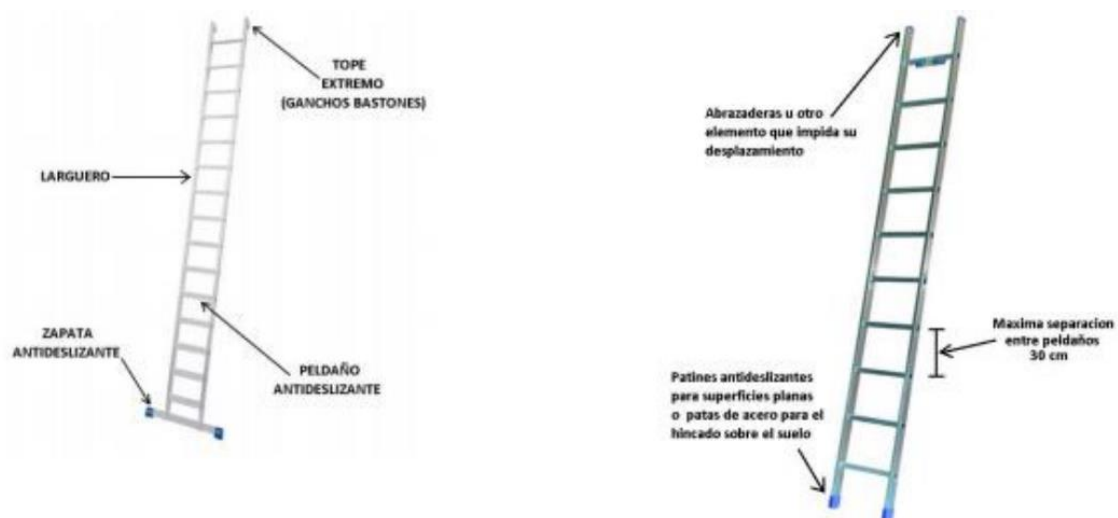 TOPE
EXTREMO
(GANCHOS BASTONES)
LARGUERO
ZAPATA
ANTIDESLIZANTE
PELDAÑO
ANTIDESLIZANTE
Abrazaderas u otro
elemento que impida su
desplazamiento
Maxima separacion
entre peldaños
30 cm
Patines antideslizantes
para superficies planas
o patas de acero para el
hincado sobre el suelo